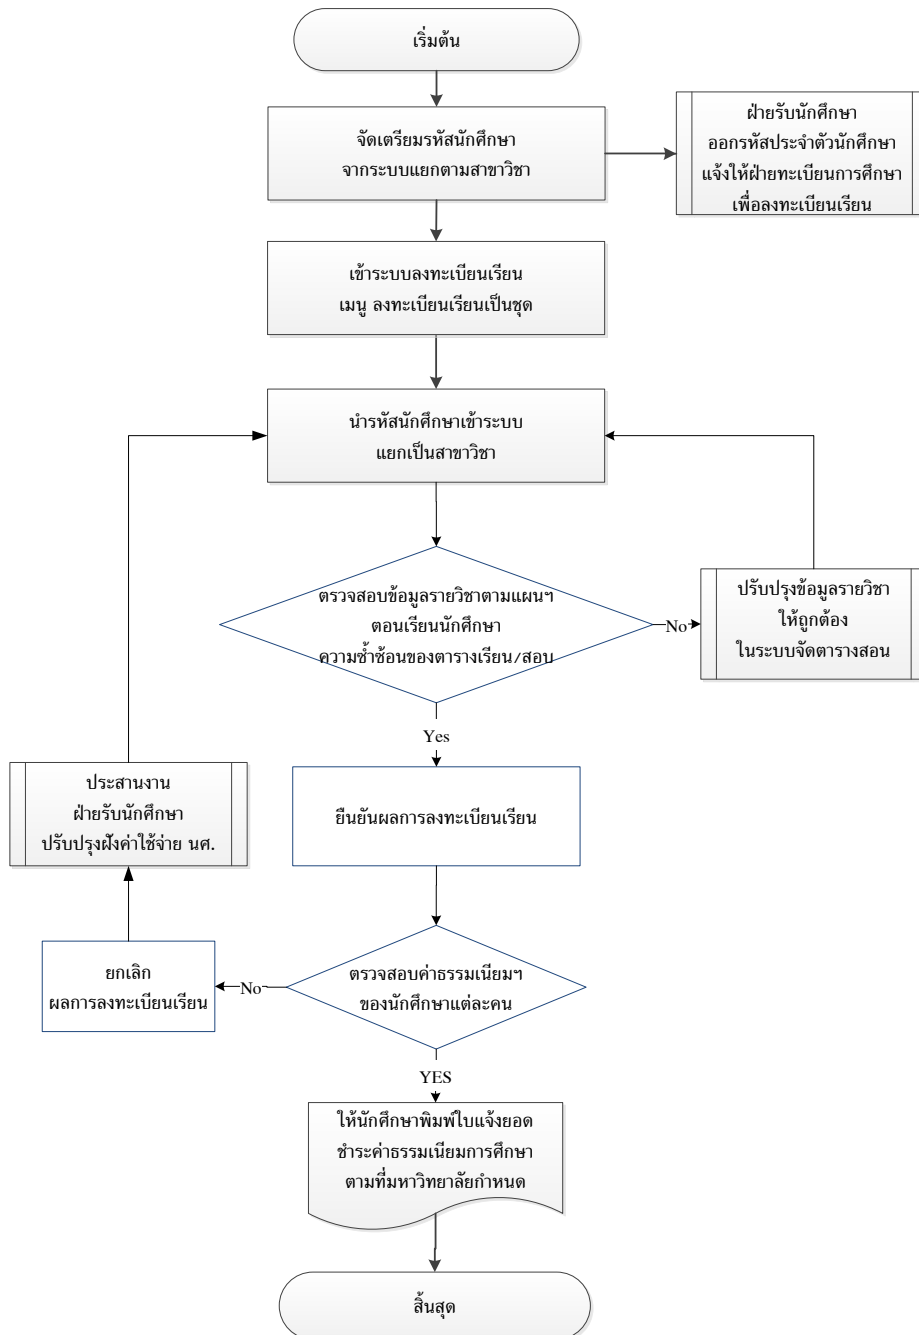 เริ่มต้น
จัดเตรียมรหัสนักศึกษา
จากระบบแยกตามสาขาวิชา
ฝ่ายรับนักศึกษา
ออกรหัสประจำตัวนักศึกษา
แจ้งให้ฝ่ายทะเบียนการศึกษา
เพื่อลงทะเบียนเรียน
เข้าระบบลงทะเบียนเรียน
เมนู ลงทะเบียนเรียนเป็นชุด
นำรหัสนักศึกษาเข้าระบบ
แยกเป็นสาขาวิชา
ตรวจสอบข้อมูลรายวิชาตามแผนฯ
ตอนเรียนนักศึกษา
ความซ้ำซ้อนของตารางเรียน/สอบ
No
ปรับปรุงข้อมูลรายวิชา
ให้ถูกต้อง
ในระบบจัดตารางสอน
Yes
ประสานงาน
ฝ่ายรับนักศึกษา
ปรับปรุงผังค่าใช้จ่าย นศ.
ยืนยันผลการลงทะเบียนเรียน
ยกเลิก
ผลการลงทะเบียนเรียน
No
ตรวจสอบค่าธรรมเนียมฯ
ของนักศึกษาแต่ละคน
YES
ให้นักศึกษาพิมพ์ใบแจ้งยอด
ชำระค่าธรรมเนียมการศึกษา
ตามที่มหาวิทยาลัยกำหนด
สิ้นสุด